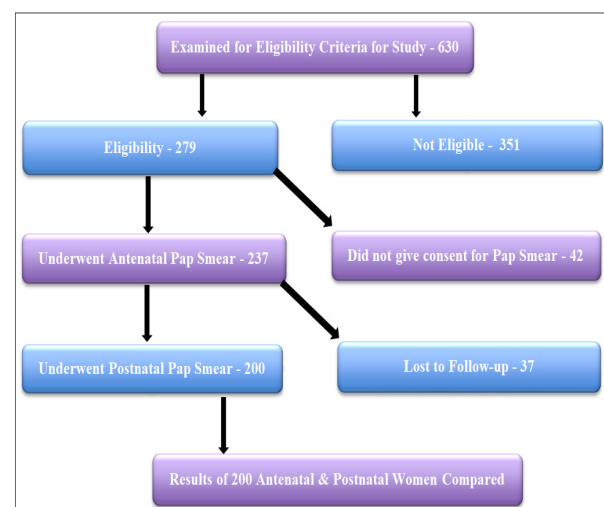 Examined for Eligibility Criteria for Study - 630
Eligibility - 279
Not Eligible - 351
Underwent Antenatal Pap Smear - 237
Did not give consent for Pap Smear - 42
Underwent Postnatal Pap Smear - 200
Lost to Follow-up - 37
Results of 200 Antenatal & Postnatal Women Compared